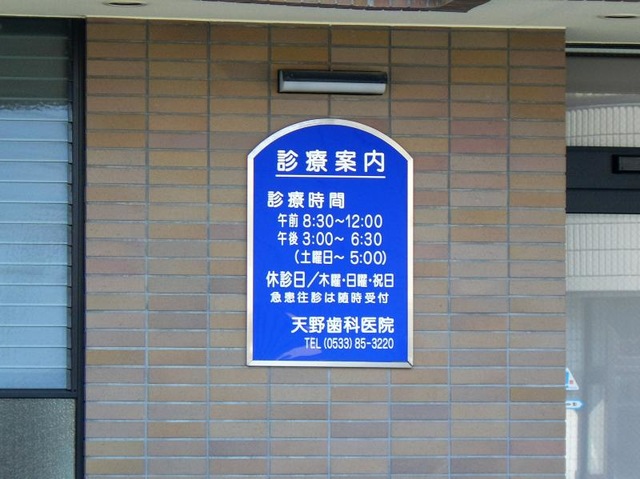 診療案内
診療時間
午前 8:30～12:00
午後 3:00～ 6:30
(土曜日～ 5:00)
休診日／木曜・日曜・祝日
急患往診は随時受付
天野歯科医院
TEL (0533) 85-3220